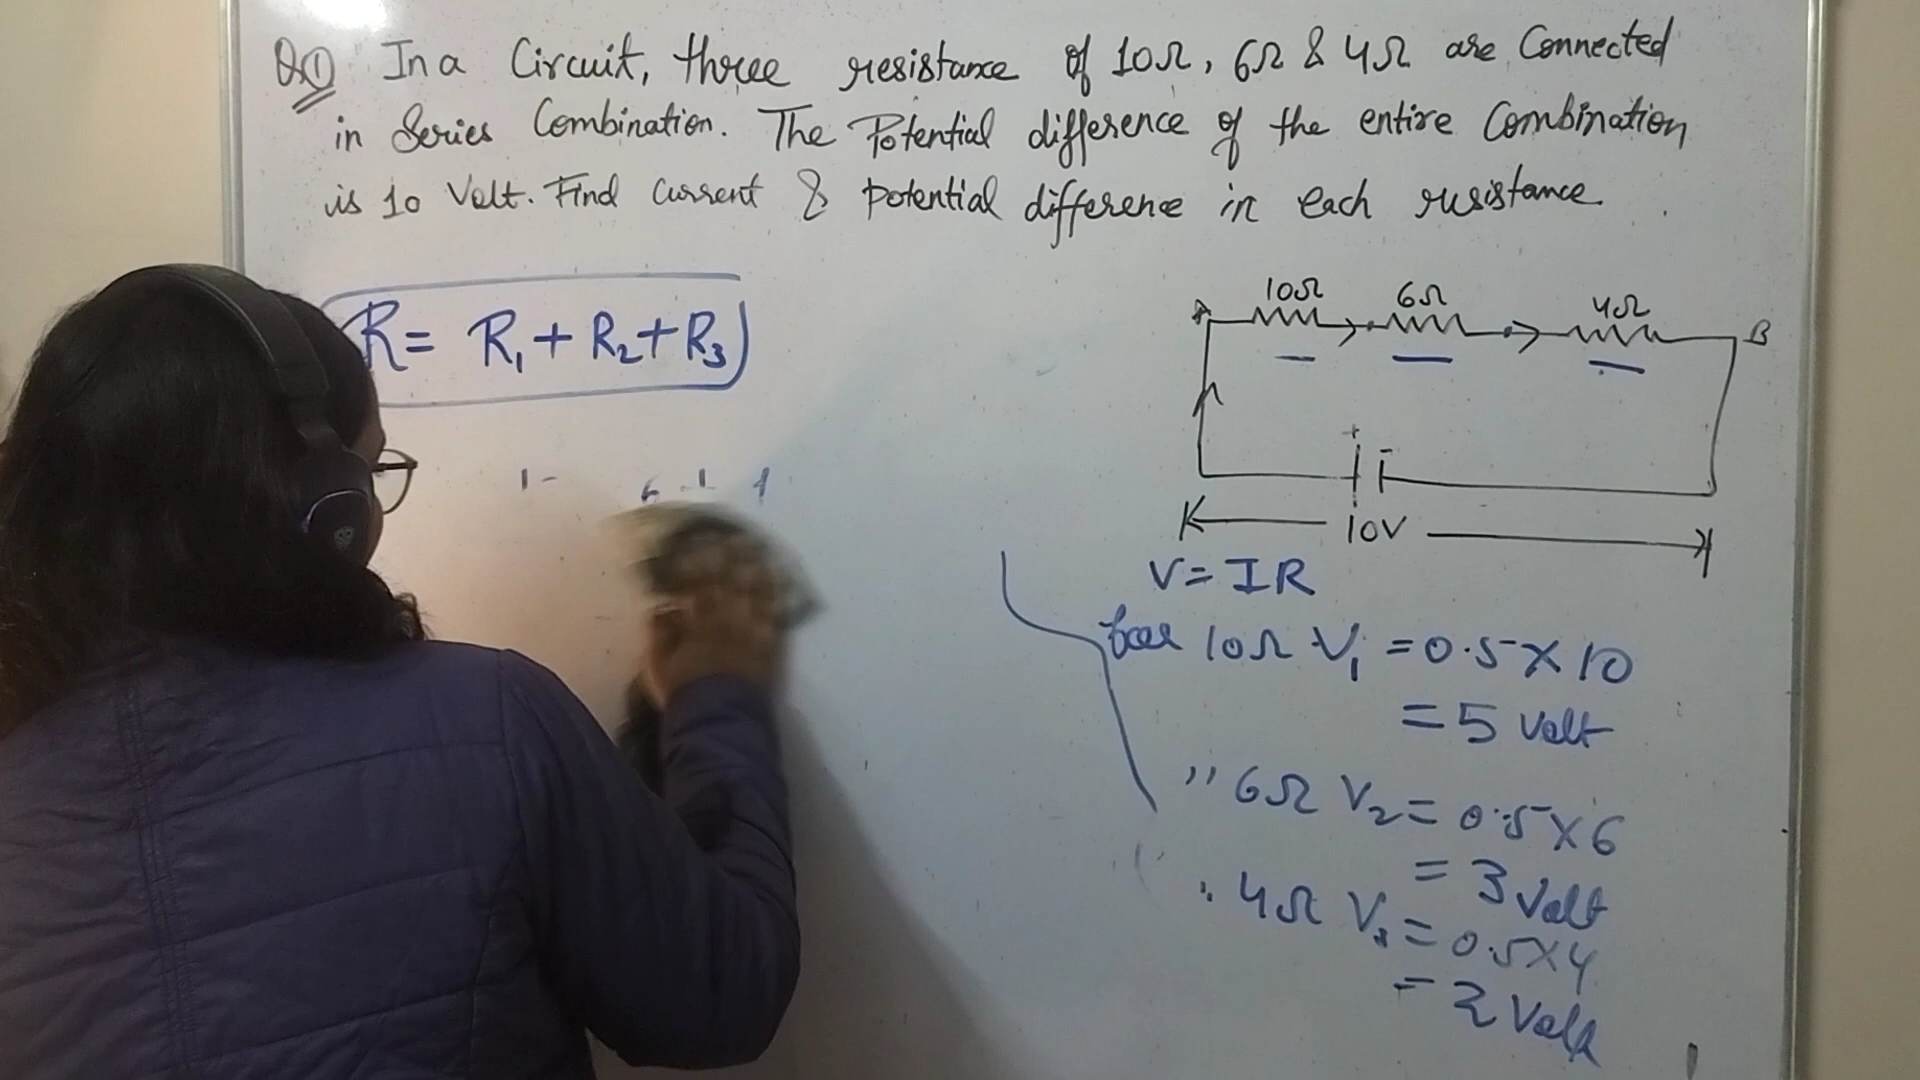 Q① In a Circuit, three resistance of 10Ω, 6Ω & 4Ω are Connected
in Series Combination. The Potential difference of the entire Combination
is 10 Volt. Find Current & potential difference in each resistance.
R = R₁ + R₂ + R₃
10Ω 6Ω 4Ω
A B
+ -
10V
V = IR
for 10Ω V₁ = 0.5 × 10
= 5 Volt
,, 6Ω V₂ = 0.5 × 6
= 3 Volt
,, 4Ω V₃ = 0.5 × 4
= 2 Volt